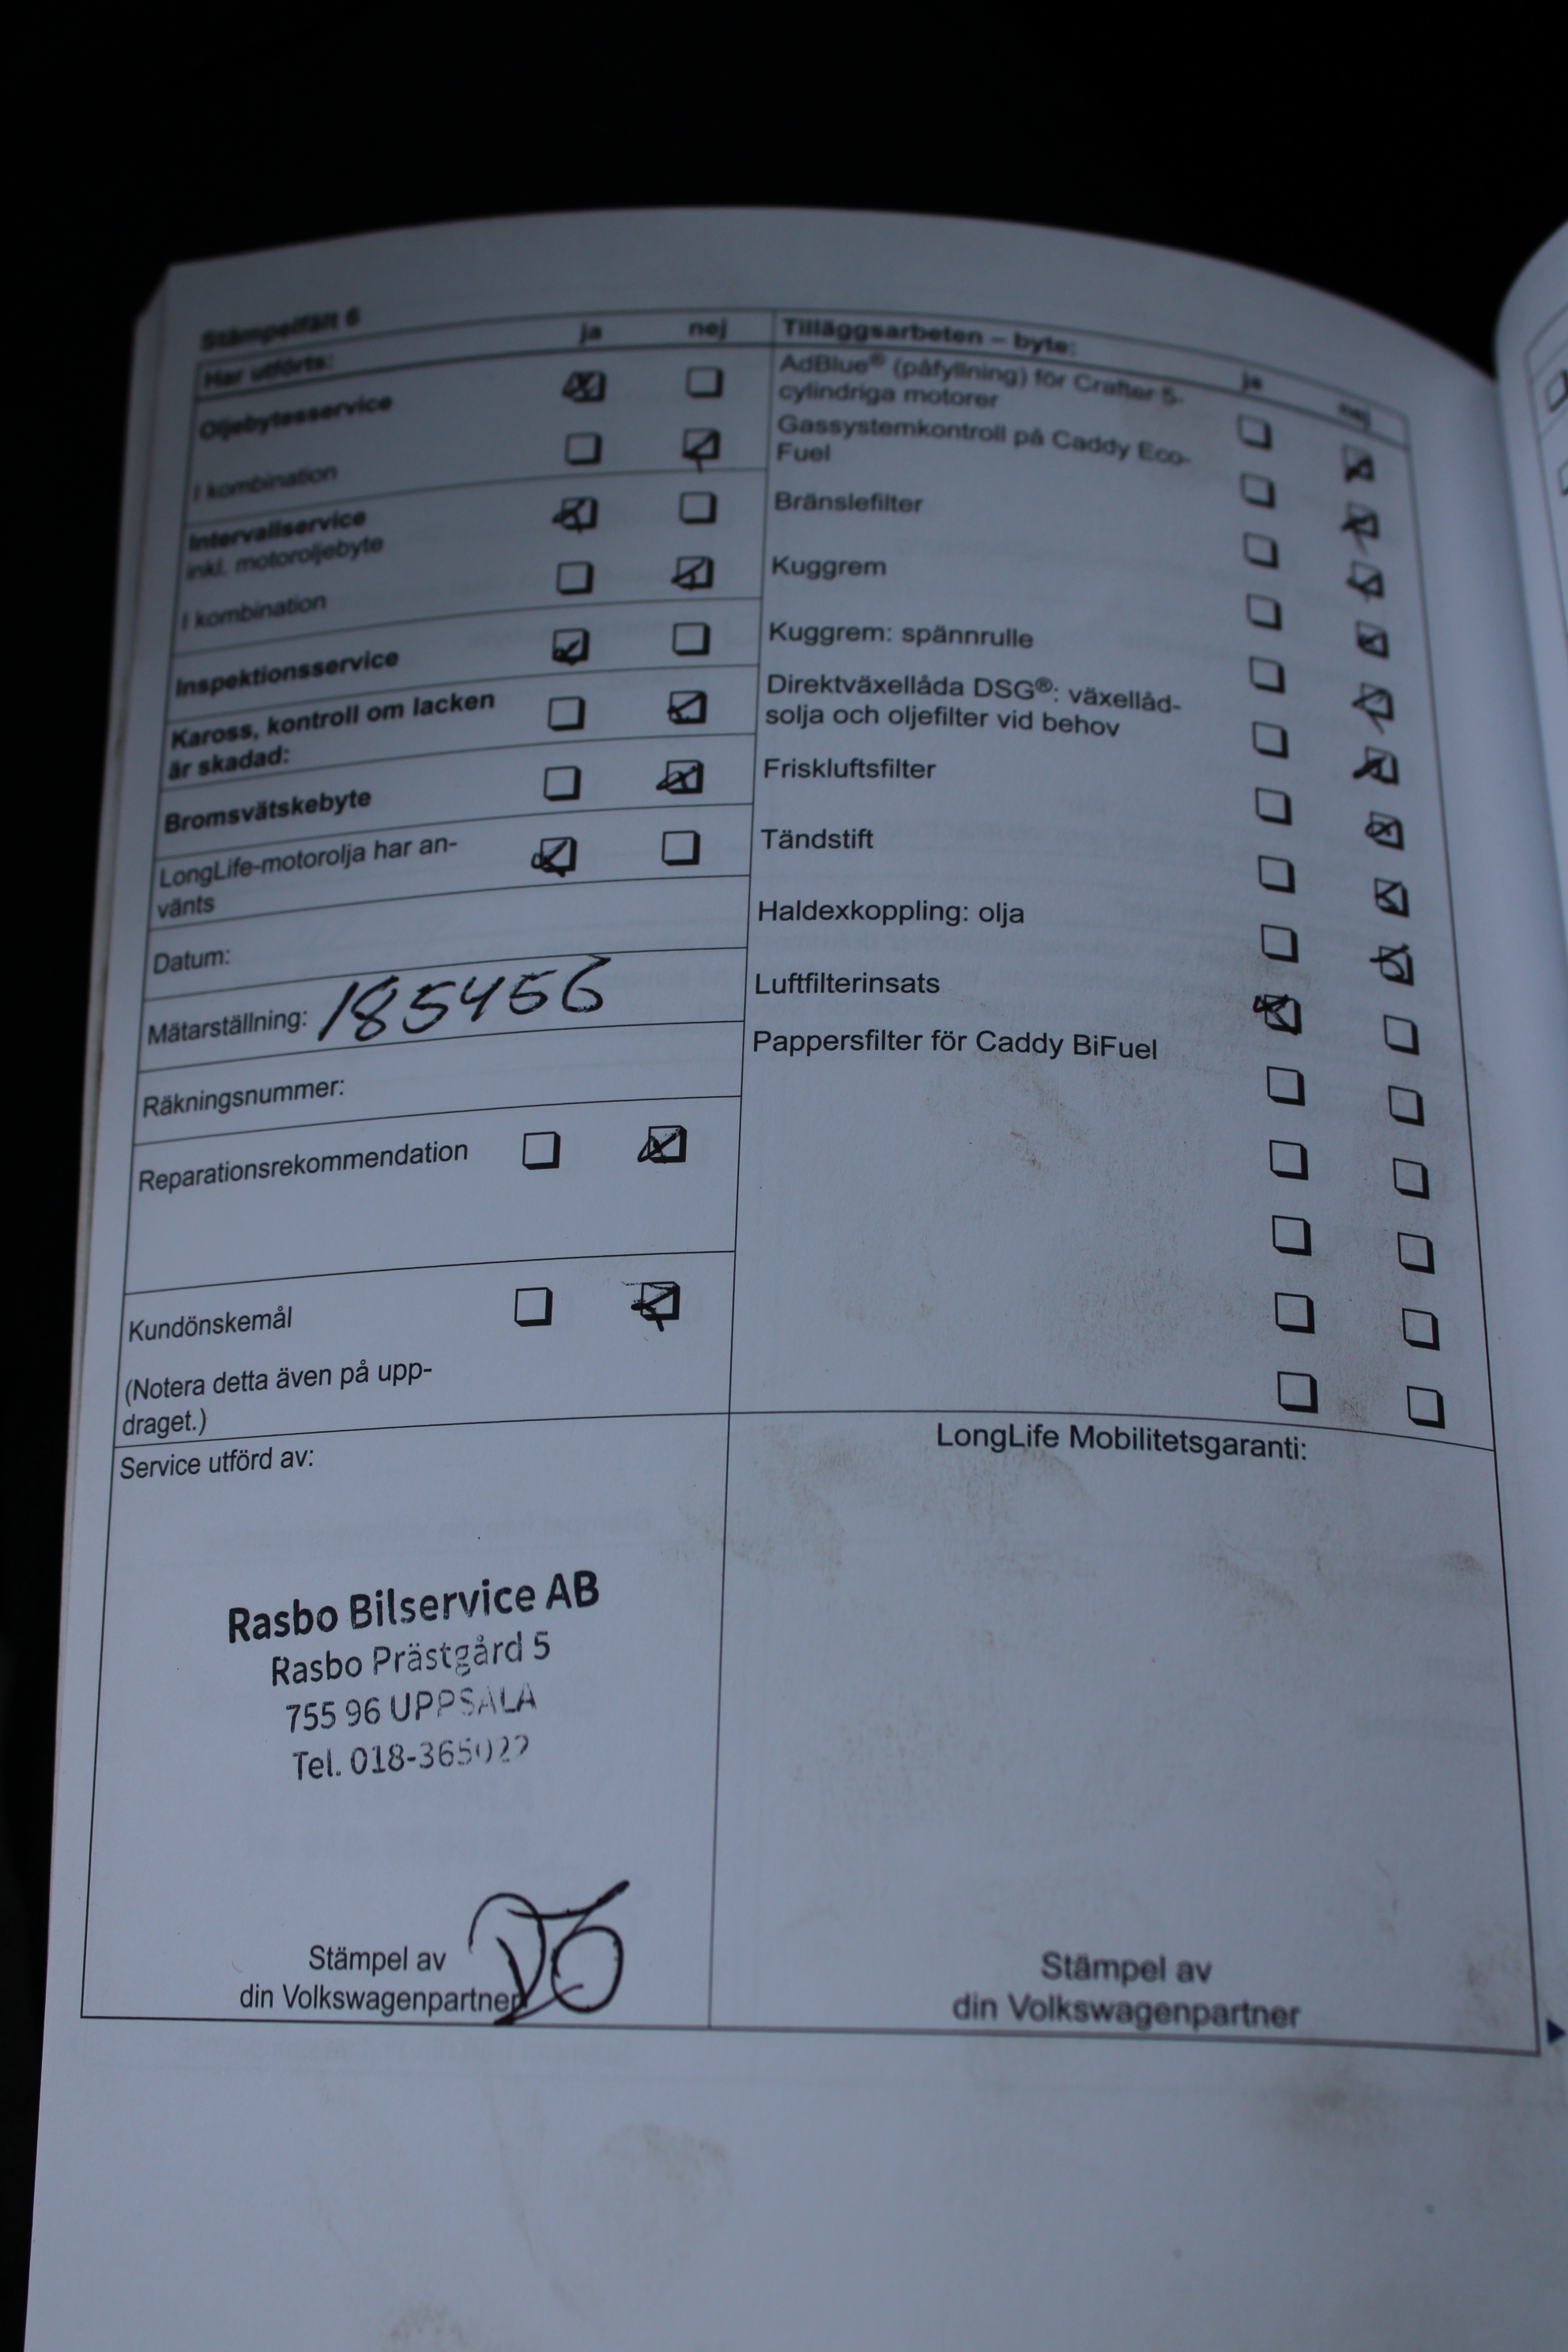 Stämpelfält 6
Har utförts:
ja
nej
Oljebytesservice
I kombination
Intervallservice
inkl. motoroljebyte
I kombination
Inspektionsservice
Kaross, kontroll om lacken
är skadad:
Bromsvätskebyte
LongLife-motorolja har an-
vänts
Datum:
Mätarställning: 185456
Räkningsnummer:
Reparationsrekommendation
Kundönskemål
(Notera detta även på upp-
draget.)
Tilläggsarbeten – byte:
ja
nej
AdBlue® (påfyllning) för Crafter 5-
cylindriga motorer
Gassystemkontroll på Caddy Eco-
Fuel
Bränslefilter
Kuggrem
Kuggrem: spännrulle
Direktväxellåda DSG®: växellåd-
solja och oljefilter vid behov
Friskluftsfilter
Tändstift
Haldexkoppling: olja
Luftfilterinsats
Pappersfilter för Caddy BiFuel
Service utförd av:
Rasbo Bilservice AB
Rasbo Prästgård 5
755 96 UPPSALA
Tel. 018-365022
Stämpel av
din Volkswagenpartner
LongLife Mobilitetsgaranti:
Stämpel av
din Volkswagenpartner